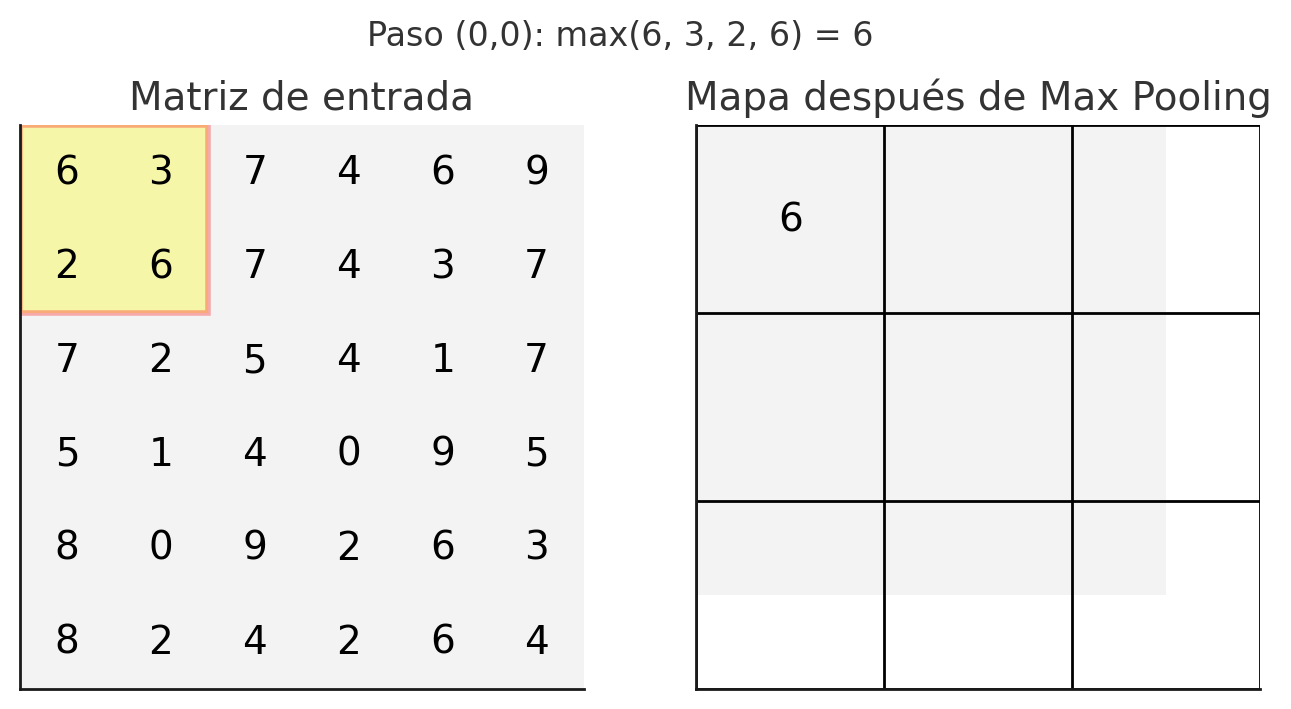 Paso (0,0): max(6, 3, 2, 6) = 6
Matriz de entrada
Mapa después de Max Pooling
6 3 7 4 6 9
2 6 7 4 3 7
7 2 5 4 1 7
5 1 4 0 9 5
8 0 9 2 6 3
8 2 4 2 6 4
6